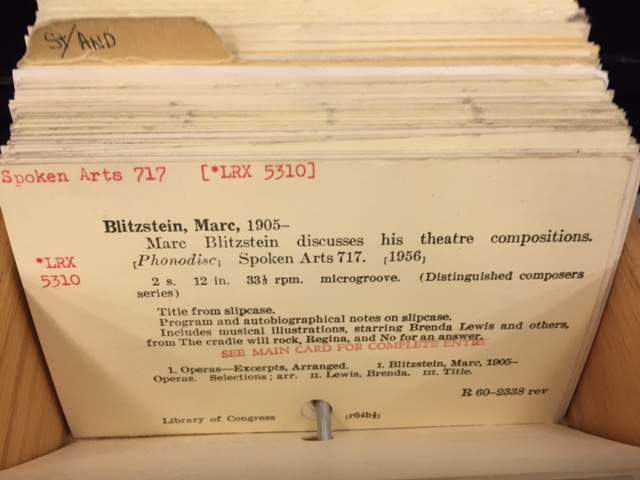 S/AND
Spoken Arts 717 [*LRX 5310]
Blitzstein, Marc, 1905–
Marc Blitzstein discusses his theatre compositions.
*LRX [Phonodisc] Spoken Arts 717. [1956]
5310 2 s. 12 in. 33⅓ rpm. microgroove. (Distinguished composers
series)
Title from slipcase.
Program and autobiographical notes on slipcase.
Includes musical illustrations, starring Brenda Lewis and others,
from The cradle will rock, Regina, and No for an answer.
SEE MAIN CARD FOR COMPLETE ENTRY
1. Operas—Excerpts, Arranged. I. Blitzstein, Marc, 1905–
Operas. Selections; arr. II. Lewis, Brenda. III. Title.
R 60–2338 rev
Library of Congress [r64b½]